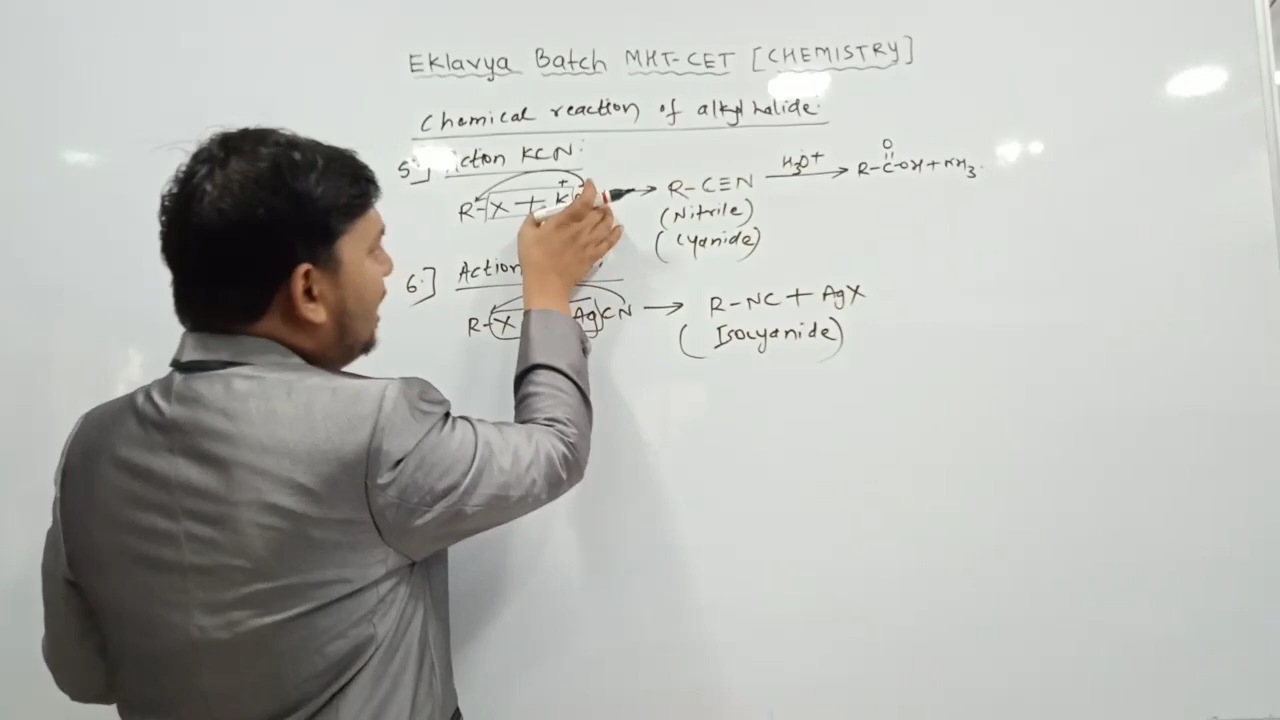 Eklavya Batch MHT-CET [CHEMISTRY]
Chemical reaction of alkyl halide.
5] Action KCN:
R-X + K → R-C≡N H₃O⁺ → R-C-OH + NH₃.
O
+
(Nitrile)
(cyanide)
6.] Action
R-X AgCN → R-NC + AgX
(Isocyanide)